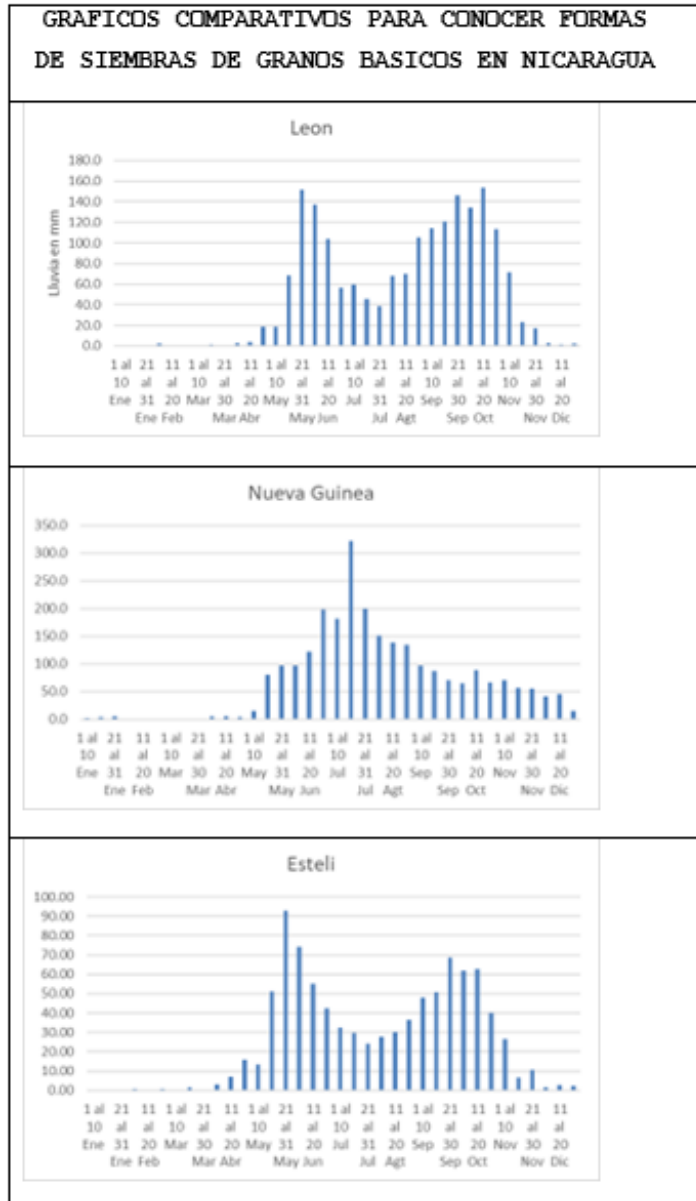 GRAFICOS COMPARATIVOS PARA CONOCER FORMAS
DE SIEMBRAS DE GRANOS BASICOS EN NICARAGUA
Leon
Lluvia en mm
180.0
160.0
140.0
120.0
100.0
80.0
60.0
40.0
20.0
0.0
1 al 21 11 1 al 21 11 1 al 21 11 1 al 21 11 1 al 21 11
10 al al 10 al al 10 al al 10 al al 10 al al
Ene 31 20 Mar 30 20 May 31 20 Jul 31 20 Sep 30 20 Nov 30 20
Ene Feb Mar Abr May Jun Jul Agt Sep Oct Nov Dic
Nueva Guinea
350.0
300.0
250.0
200.0
150.0
100.0
50.0
0.0
1 al 21 11 1 al 21 11 1 al 21 11 1 al 21 11 1 al 21 11 1 al 21 11
10 al al 10 al al 10 al al 10 al al 10 al al 10 al al
Ene 31 20 Mar 30 20 May 31 20 Jul 31 20 Sep 30 20 Nov 30 20
Ene Feb Mar Abr May Jun Jul Agt Sep Oct Nov Dic
Esteli
100.00
90.00
80.00
70.00
60.00
50.00
40.00
30.00
20.00
10.00
0.00
1 al 21 11 1 al 21 11 1 al 21 11 1 al 21 11 1 al 21 11 1 al 21 11
10 al al 10 al al 10 al al 10 al al 10 al al 10 al al
Ene 31 20 Mar 30 20 May 31 20 Jul 31 20 Sep 30 20 Nov 30 20
Ene Feb Mar Abr May Jun Jul Agt Sep Oct Nov Dic